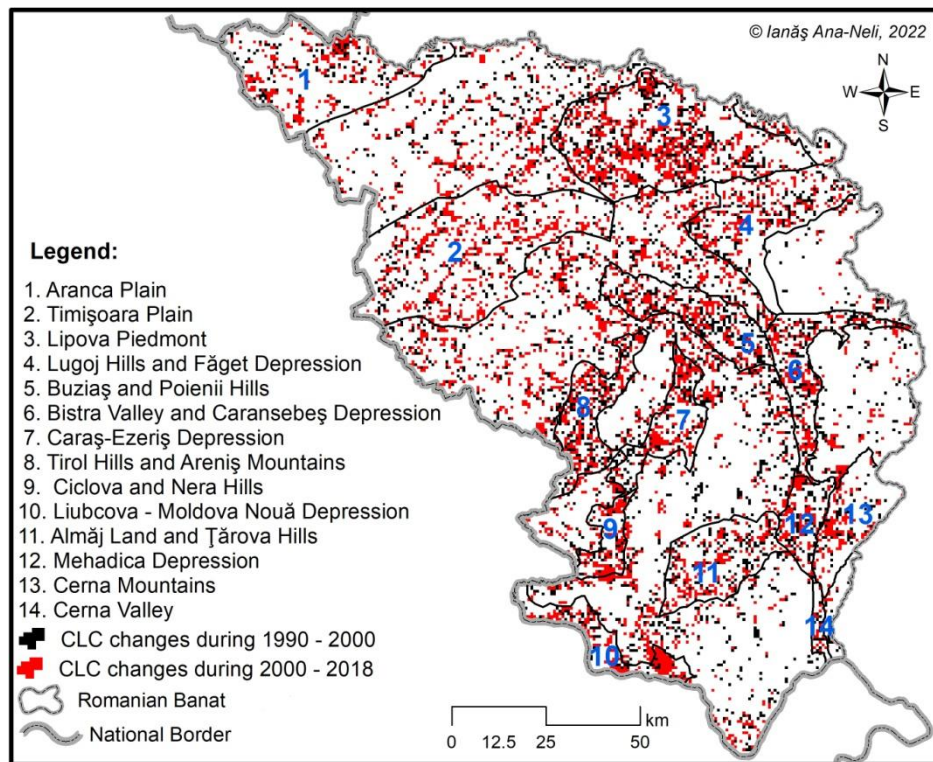 © Ianăş Ana-Neli, 2022
N
W E
S
1
2
3
4
5
6
7
8
9
10
11
12
13
14
Legend:
1. Aranca Plain
2. Timişoara Plain
3. Lipova Piedmont
4. Lugoj Hills and Făget Depression
5. Buziaş and Poienii Hills
6. Bistra Valley and Caransebeş Depression
7. Caraş-Ezeriş Depression
8. Tirol Hills and Areniş Mountains
9. Ciclova and Nera Hills
10. Liubcova - Moldova Nouă Depression
11. Almăj Land and Ţărova Hills
12. Mehadica Depression
13. Cerna Mountains
14. Cerna Valley
CLC changes during 1990 - 2000
CLC changes during 2000 - 2018
Romanian Banat
National Border
km
0 12.5 25 50